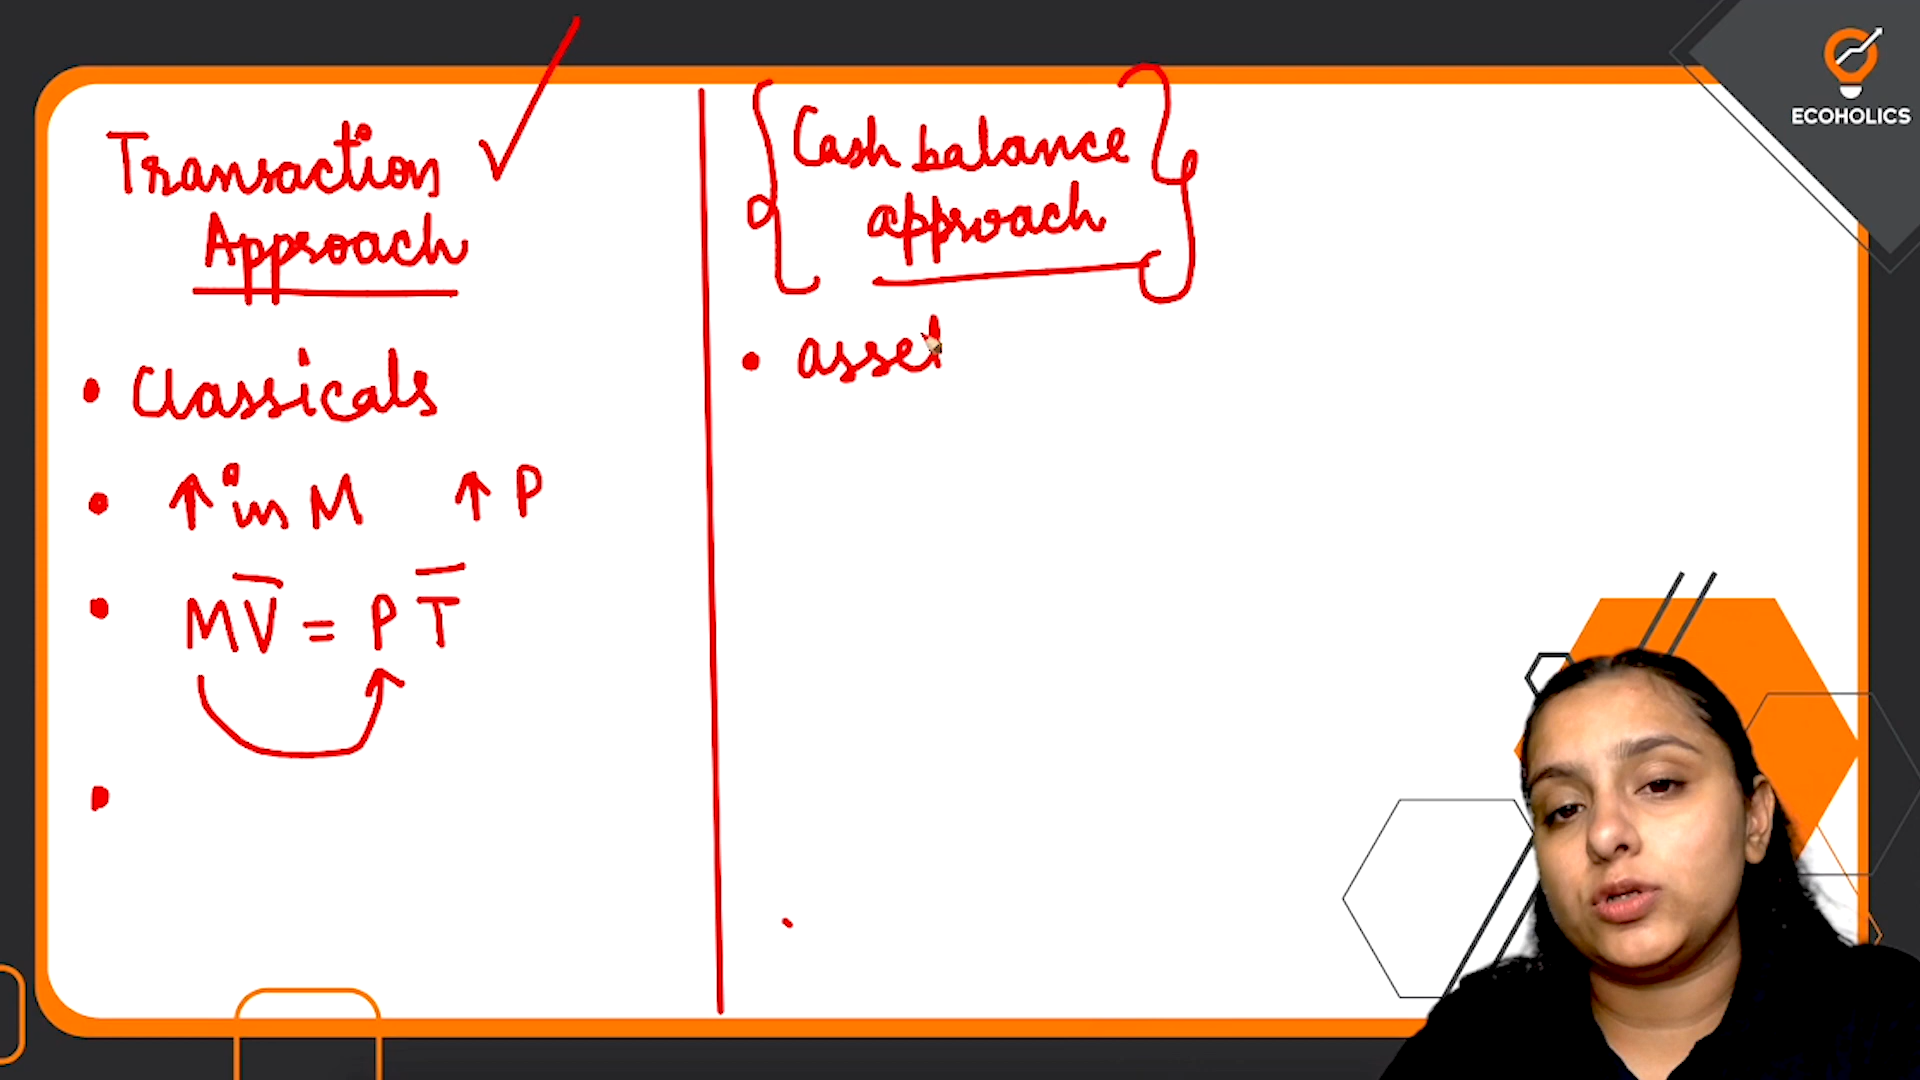 Transaction
Approach
• Classicals
• ↑ in M ↑ P
• MV̅ = PT̅
•
Cash balance
approach
• asset
ECOHOLICS